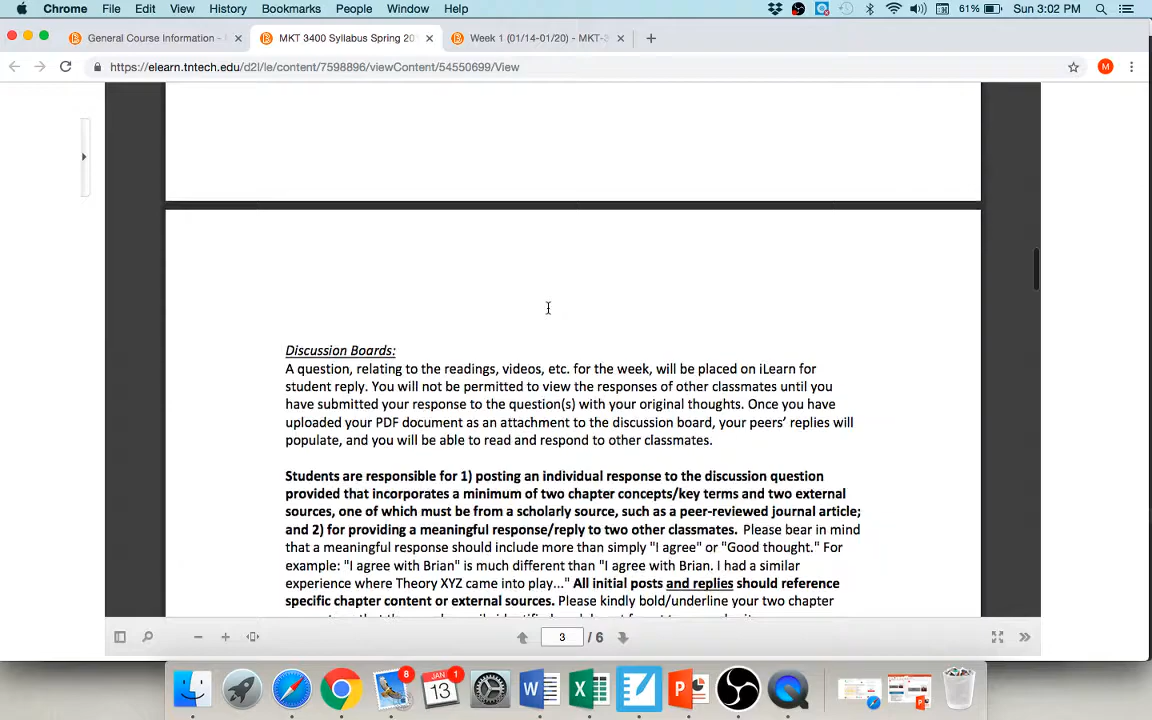 Chrome File Edit View History Bookmarks People Window Help 61% Sun 3:02 PM
General Course Information - MKT 3400 Syllabus Spring 20 Week 1 (01/14-01/20) - MKT-3
https://elearn.tntech.edu/d2l/le/content/7598896/viewContent/54550699/View M
Discussion Boards:
A question, relating to the readings, videos, etc. for the week, will be placed on iLearn for
student reply. You will not be permitted to view the responses of other classmates until you
have submitted your response to the question(s) with your original thoughts. Once you have
uploaded your PDF document as an attachment to the discussion board, your peers' replies will
populate, and you will be able to read and respond to other classmates.
Students are responsible for 1) posting an individual response to the discussion question
provided that incorporates a minimum of two chapter concepts/key terms and two external
sources, one of which must be from a scholarly source, such as a peer-reviewed journal article;
and 2) for providing a meaningful response/reply to two other classmates. Please bear in mind
that a meaningful response should include more than simply "I agree" or "Good thought." For
example: "I agree with Brian" is much different than "I agree with Brian. I had a similar
experience where Theory XYZ came into play..." All initial posts and replies should reference
specific chapter content or external sources. Please kindly bold/underline your two chapter
3 / 6
6 JAN 13 1